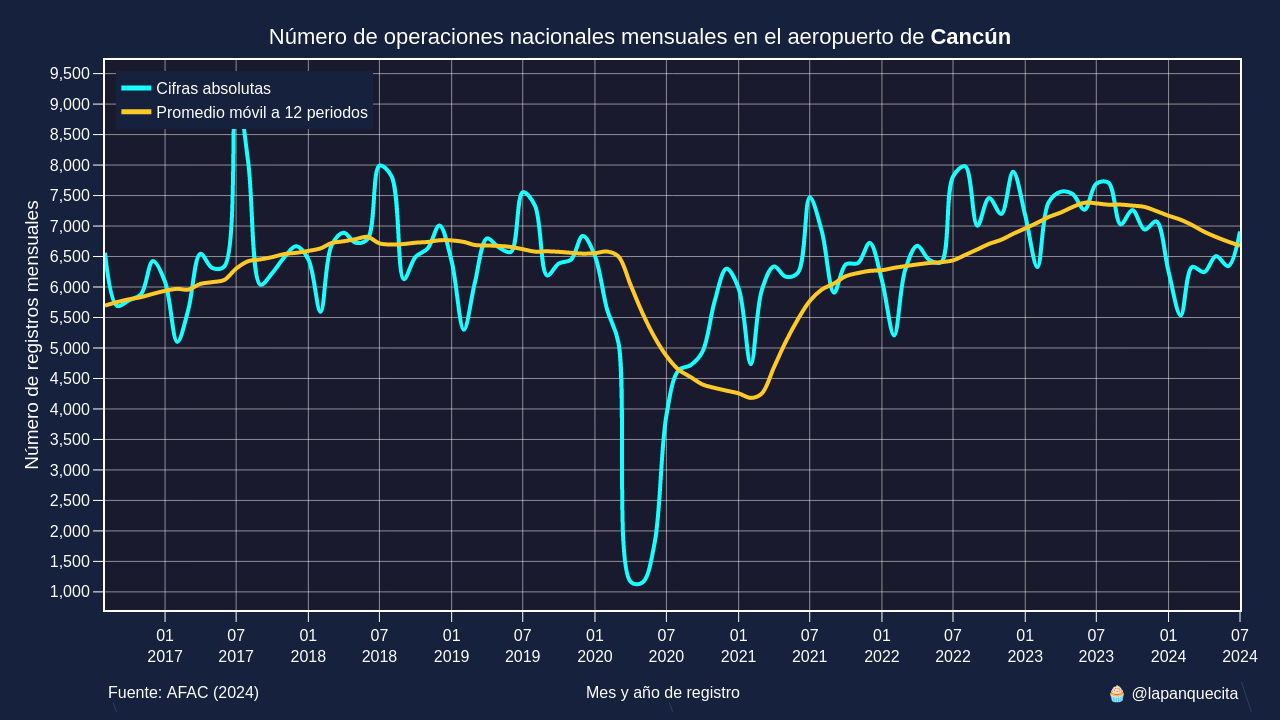 Número de operaciones nacionales mensuales en el aeropuerto de Cancún
Cifras absolutas
Promedio móvil a 12 periodos
Número de registros mensuales
9,500
9,000
8,500
8,000
7,500
7,000
6,500
6,000
5,500
5,000
4,500
4,000
3,500
3,000
2,500
2,000
1,500
1,000
01 07 01 07 01 07 01 07 01 07 01 07 01 07 01 07
2017 2017 2018 2018 2019 2019 2020 2020 2021 2021 2022 2022 2023 2023 2024 2024
Fuente: AFAC (2024)
Mes y año de registro
🧁 @lapanquecita